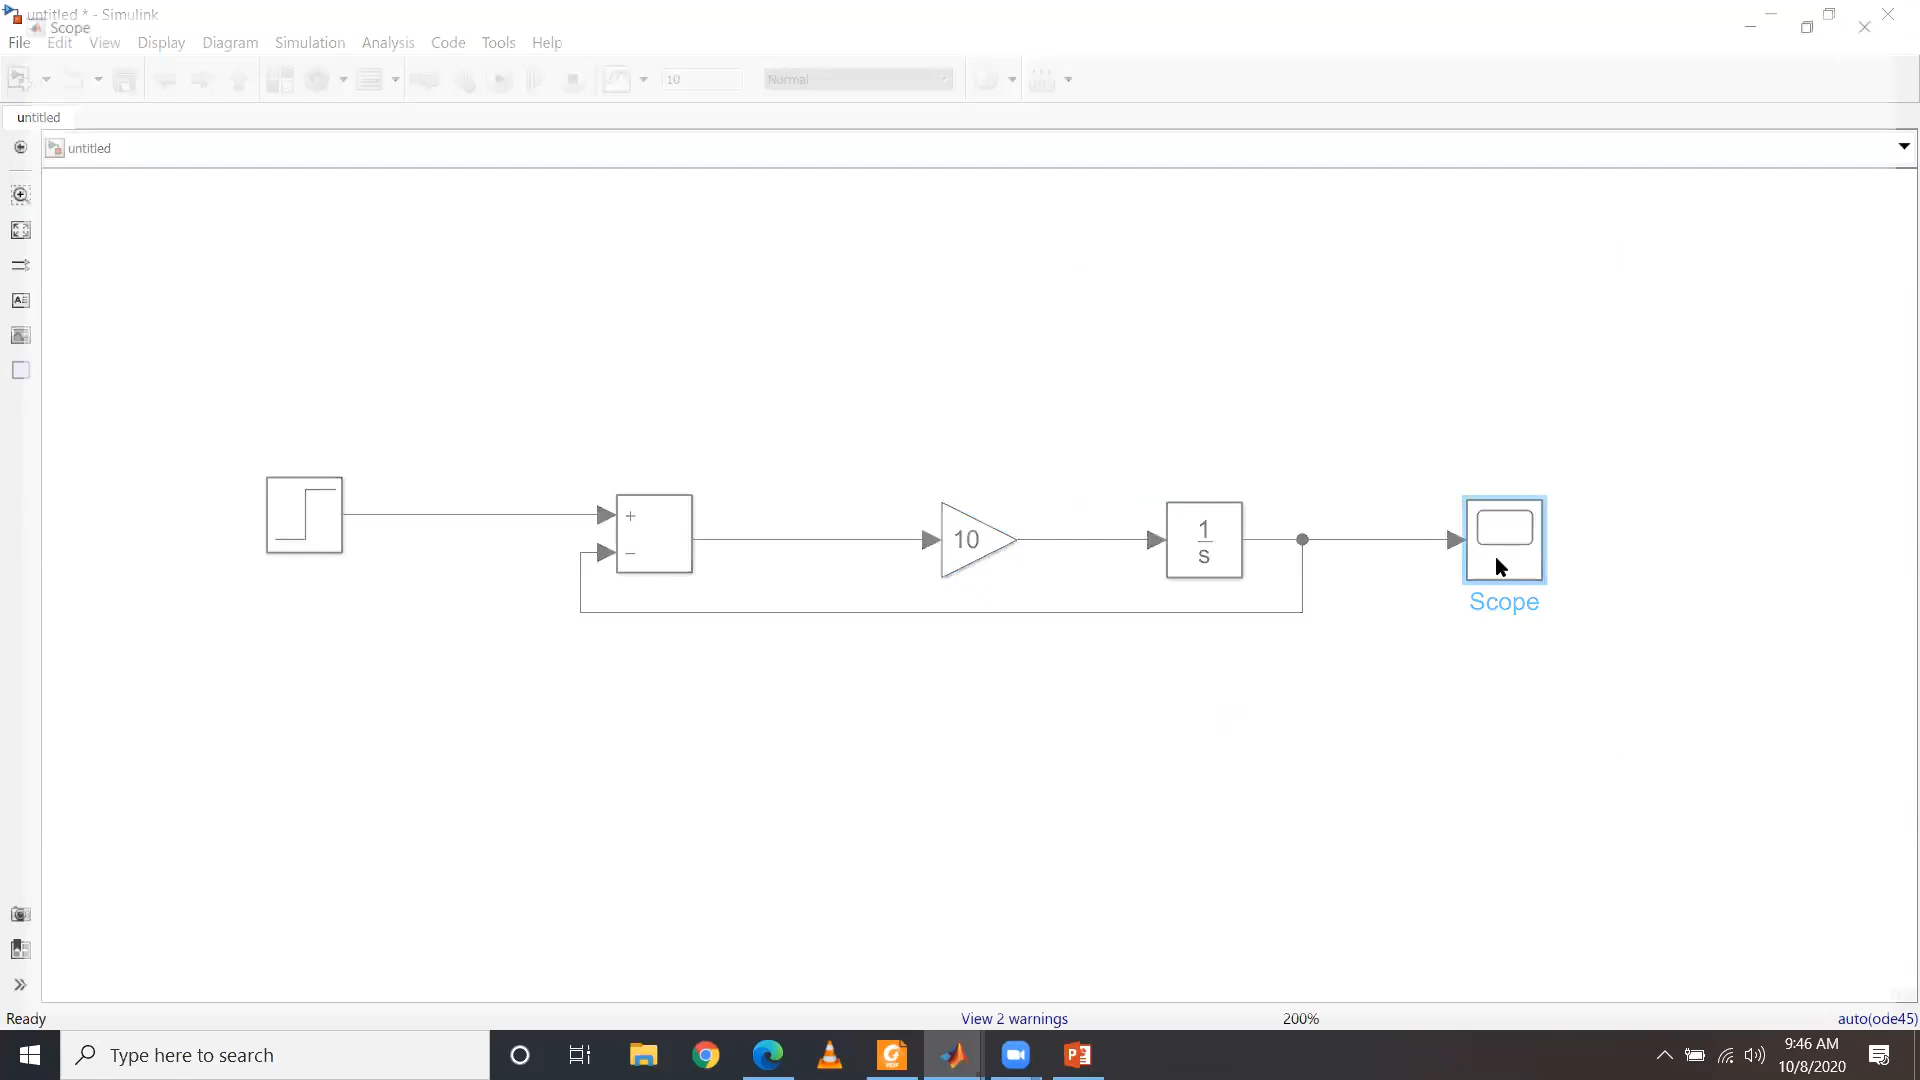 untitled * - Simulink
Scope
File Edit View Display Diagram Simulation Analysis Code Tools Help
10 Normal
untitled
untitled
+
−
10
1
s
Scope
Ready View 2 warnings 200% auto(ode45)
Type here to search
9:46 AM
10/8/2020